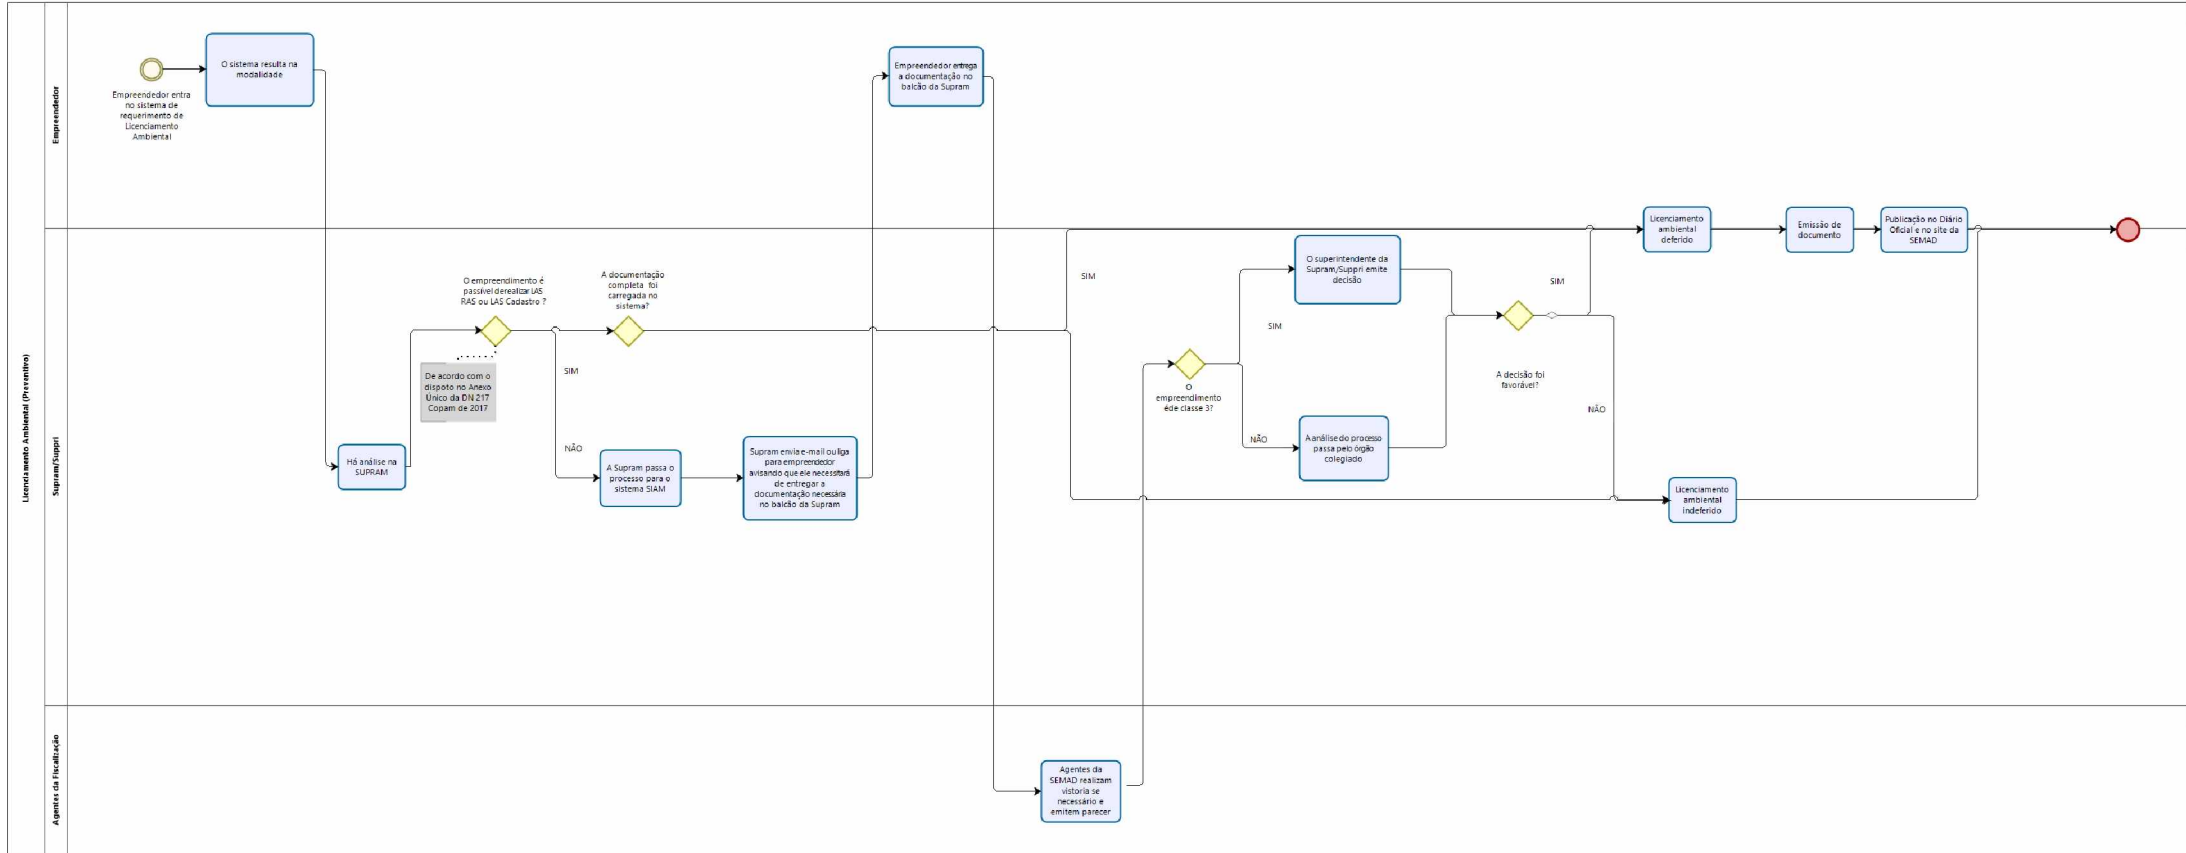 Licenciamento Ambiental (Preventivo)
Empreendedor
Empreendedor entra
no sistema de
requerimento de
Licenciamento
Ambiental
O sistema resulta na
modalidade
Empreendedor entrega
a documentação no
balcão da Supram
Licenciamento
ambiental
deferido
Emissão de
documento
Publicação no Diário
Oficial e no site da
SEMAD
Supram/Suppri
Há análise na
SUPRAM
O empreendimento é
passível derealizar LAS
RAS ou LAS Cadastro ?
De acordo com o
dispoto no Anexo
Único da DN 217
Copam de 2017
A documentação
completa foi
carregada no
sistema?
SIM
NÃO
A Supram passa o
processo para o
sistema SIAM
Supram envia e-mail ou liga
para empreendedor
avisando que ele necessitará
de entregar a
documentação necessária
no balcão da Supram
SIM
O
empreendimento
éde classe 3?
SIM
NÃO
O superintendente da
Supram/Suppri emite
decisão
A análise do processo
passa pelo órgão
colegiado
A decisão foi
favorável?
SIM
NÃO
Licenciamento
ambiental
indeferido
Agentes da Fiscalização
Agentes da
SEMAD realizam
vistoria se
necessário e
emitem parecer